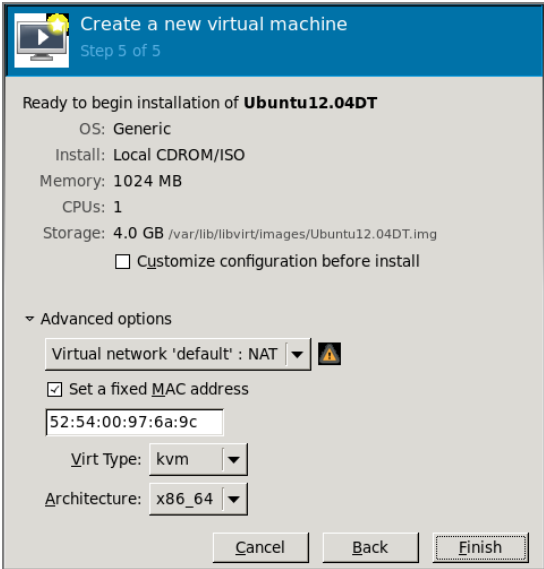 Create a new virtual machine
Step 5 of 5
Ready to begin installation of Ubuntu12.04DT
OS: Generic
Install: Local CDROM/ISO
Memory: 1024 MB
CPUs: 1
Storage: 4.0 GB /var/lib/libvirt/images/Ubuntu12.04DT.img
Customize configuration before install
Advanced options
Virtual network 'default' : NAT
Set a fixed MAC address
52:54:00:97:6a:9c
Virt Type: kvm
Architecture: x86_64
Cancel Back Finish